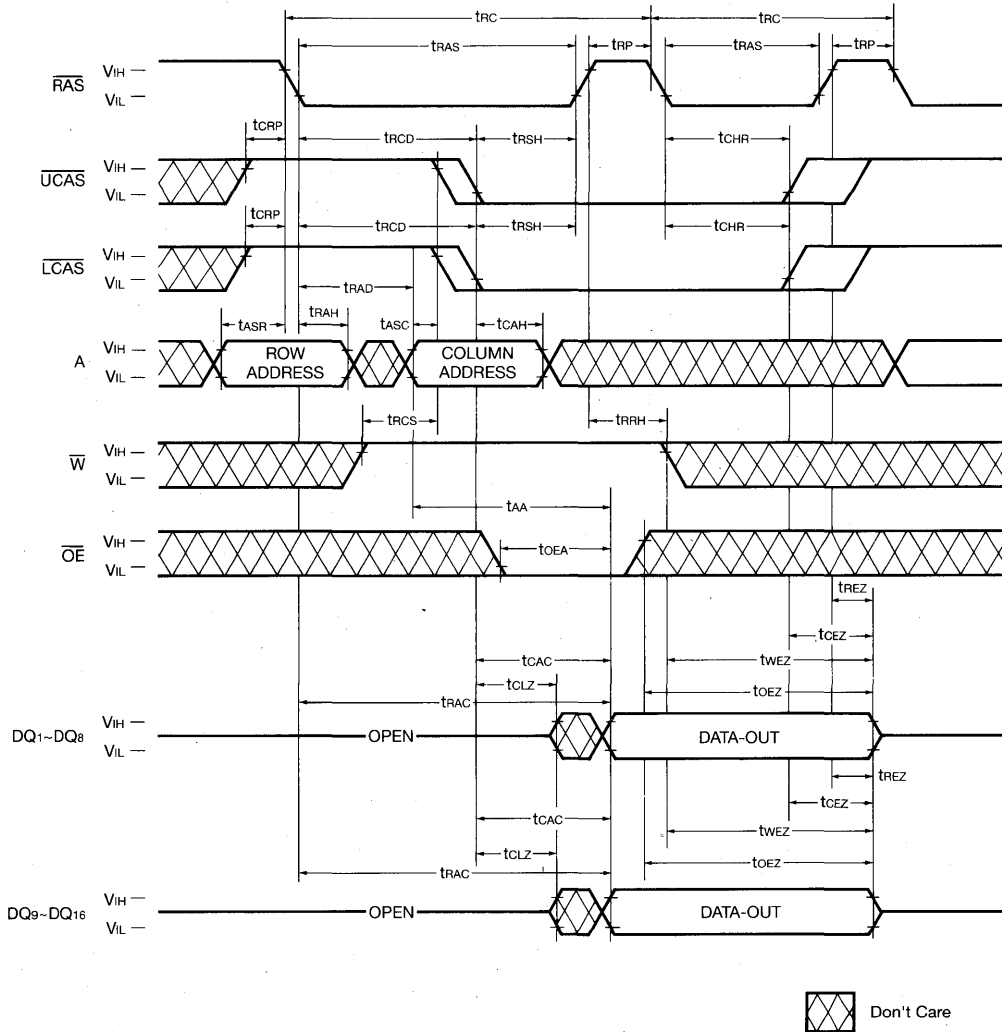 tRC tRC
tRAS tRP tRAS tRP
RAS VIH
VIL
tCRP tRCD tRSH tCHR
UCAS VIH
VIL
tCRP tRCD tRSH tCHR
LCAS VIH
VIL
tRAD
tASR tRAH tASC tCAH
A VIH
VIL
ROW ADDRESS
COLUMN ADDRESS
tRCS tRRH
W VIH
VIL
tAA
OE VIH
VIL
tOEA
tREZ
tCEZ
tCAC tWEZ
tCLZ tOEZ
tRAC
DQ1~DQ8 VIH
VIL
OPEN DATA-OUT
tREZ
tCEZ
tCAC tWEZ
tCLZ tOEZ
tRAC
DQ9~DQ16 VIH
VIL
OPEN DATA-OUT
Don't Care